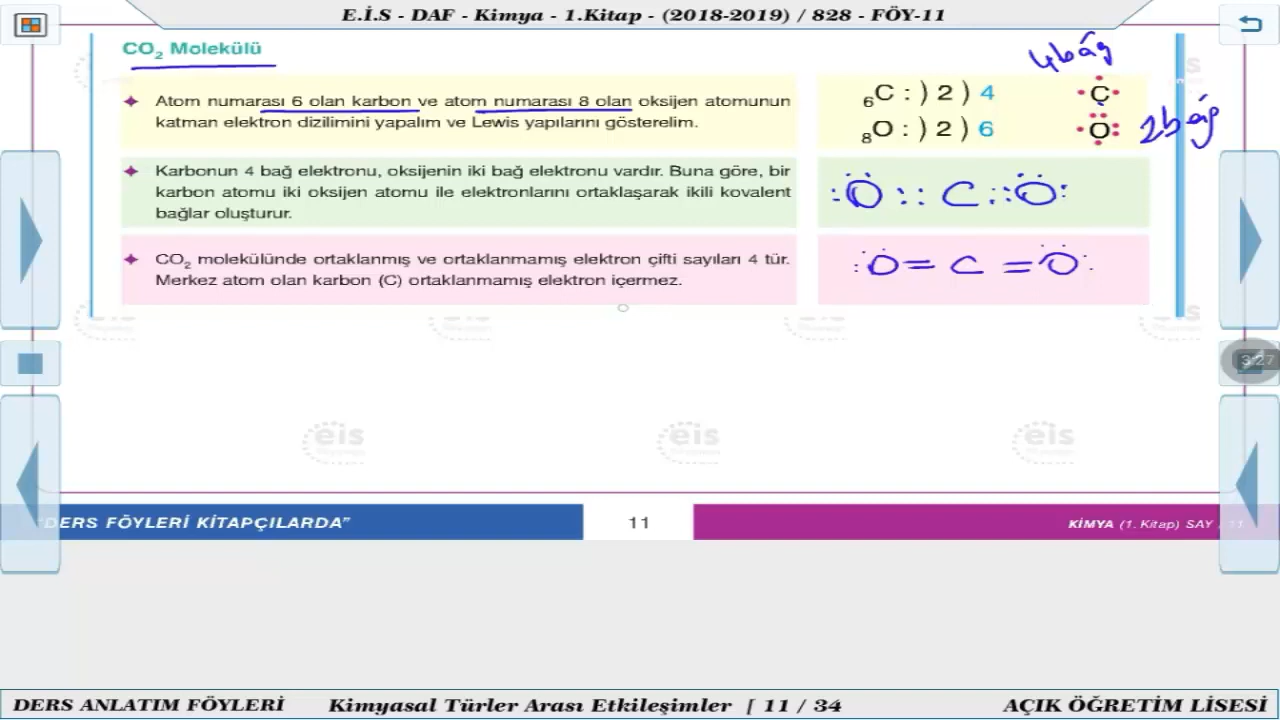 E.İ.S - DAF - Kimya - 1.Kitap - (2018-2019) / 828 - FÖY-11
CO₂ Molekülü
Atom numarası 6 olan karbon ve atom numarası 8 olan oksijen atomunun
katman elektron dizilimini yapalım ve Lewis yapılarını gösterelim.
₆C : ) 2 ) 4
C
4bağ
₈O : ) 2 ) 6
O
2bağ
Karbonun 4 bağ elektronu, oksijenin iki bağ elektronu vardır. Buna göre, bir
karbon atomu iki oksijen atomu ile elektronlarını ortaklaşarak ikili kovalent
bağlar oluşturur.
:Ö :: C :: Ö:
CO₂ molekülünde ortaklanmış ve ortaklanmamış elektron çifti sayıları 4 tür.
Merkez atom olan karbon (C) ortaklanmamış elektron içermez.
:Ö = C = Ö:
3:27
eis eis eis
"DERS FÖYLERİ KİTAPÇILARDA"
11
KİMYA (1. Kitap) SAY
DERS ANLATIM FÖYLERİ
Kimyasal Türler Arası Etkileşimler [ 11 / 34
AÇIK ÖĞRETİM LİSESİ